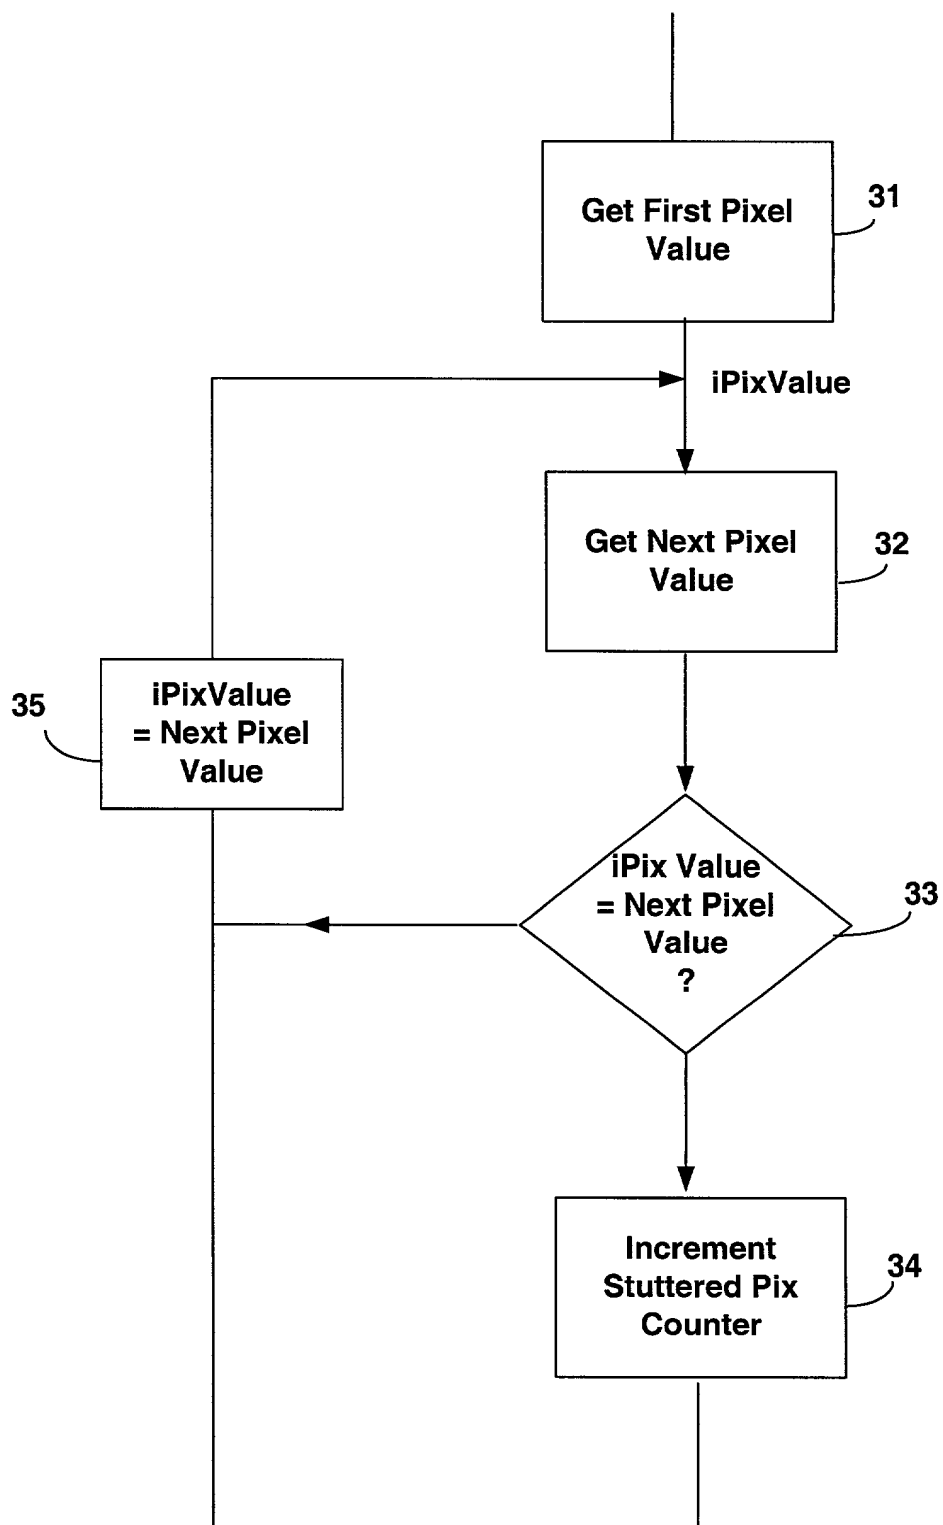 Get First Pixel
Value
31
iPixValue
Get Next Pixel
Value
32
iPixValue
= Next Pixel
Value
35
iPix Value
= Next Pixel
Value
?
33
Increment
Stuttered Pix
Counter
34